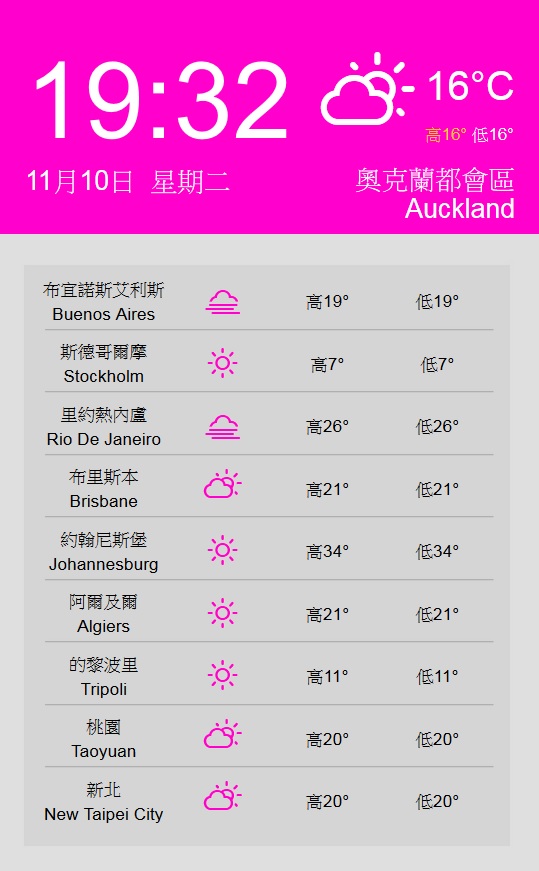 19:32
16°C
高16° 低16°
11月10日 星期二
奧克蘭都會區
Auckland
布宜諾斯艾利斯
Buenos Aires
高19°
低19°
斯德哥爾摩
Stockholm
高7°
低7°
里約熱內盧
Rio De Janeiro
高26°
低26°
布里斯本
Brisbane
高21°
低21°
約翰尼斯堡
Johannesburg
高34°
低34°
阿爾及爾
Algiers
高21°
低21°
的黎波里
Tripoli
高11°
低11°
桃園
Taoyuan
高20°
低20°
新北
New Taipei City
高20°
低20°